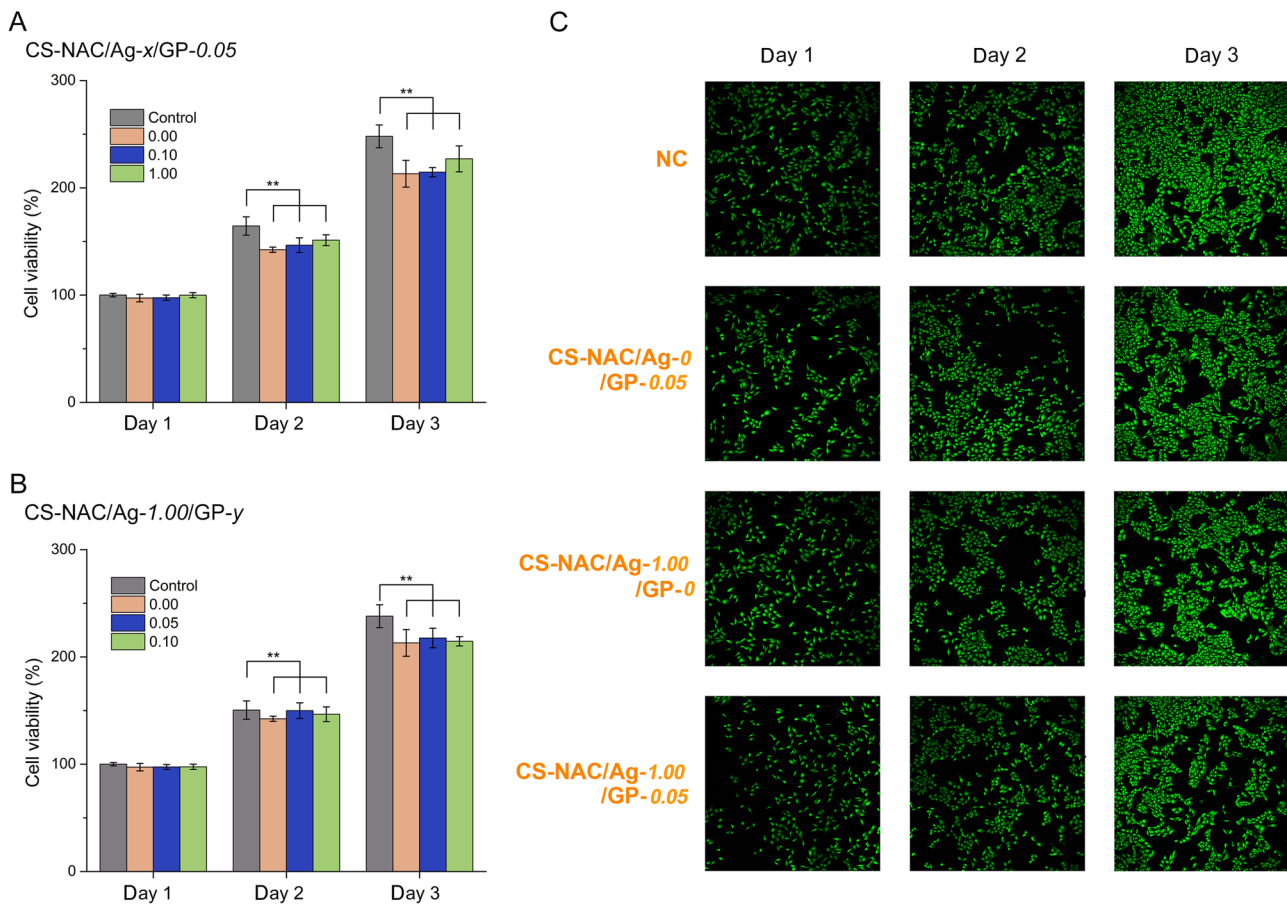 A
CS-NAC/Ag-x/GP-0.05
300
200
100
0
Cell viability (%)
Control
0.00
0.10
1.00
**
**
Day 1
Day 2
Day 3
B
CS-NAC/Ag-1.00/GP-y
300
200
100
0
Cell viability (%)
Control
0.00
0.05
0.10
**
**
Day 1
Day 2
Day 3
C
Day 1
Day 2
Day 3
NC
CS-NAC/Ag-0
/GP-0.05
CS-NAC/Ag-1.00
/GP-0
CS-NAC/Ag-1.00
/GP-0.05